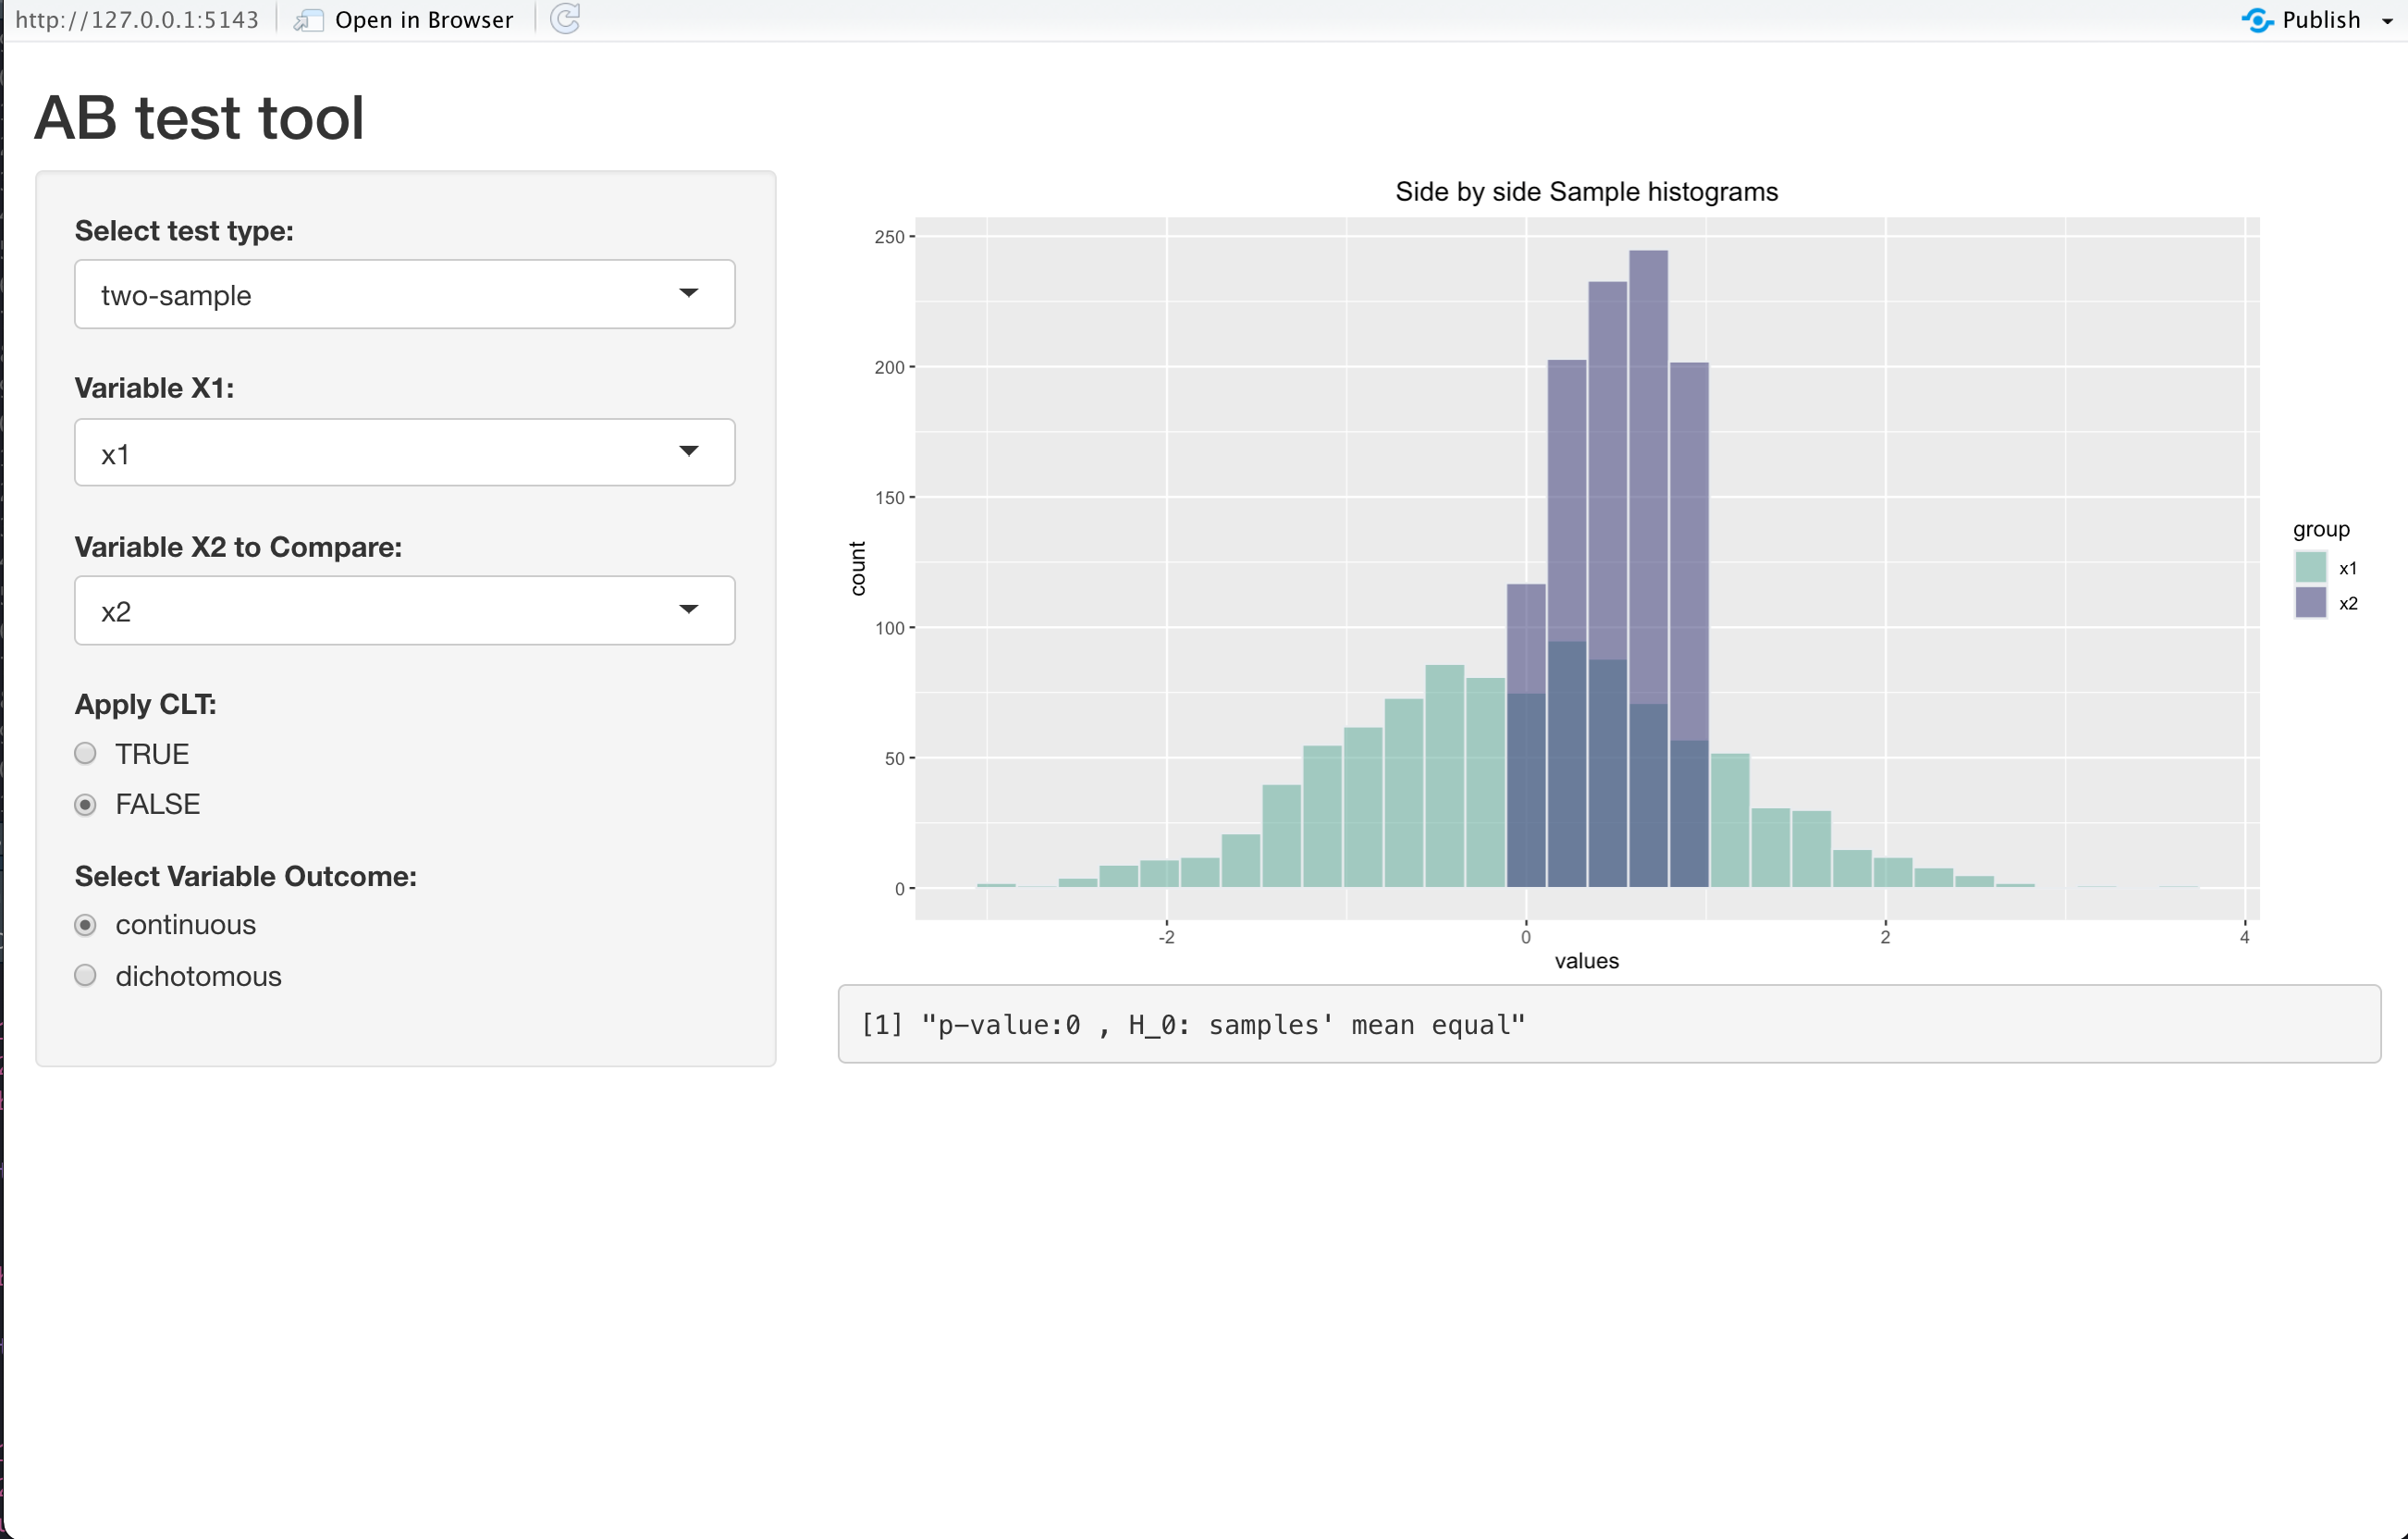 http://127.0.0.1:5143 Open in Browser Publish
AB test tool
Select test type:
two-sample
Variable X1:
x1
Variable X2 to Compare:
x2
Apply CLT:
TRUE
FALSE
Select Variable Outcome:
continuous
dichotomous
Side by side Sample histograms
250
200
150
100
50
0
count
-2 0 2 4
values
group
x1
x2
[1] "p-value:0 , H_0: samples' mean equal"